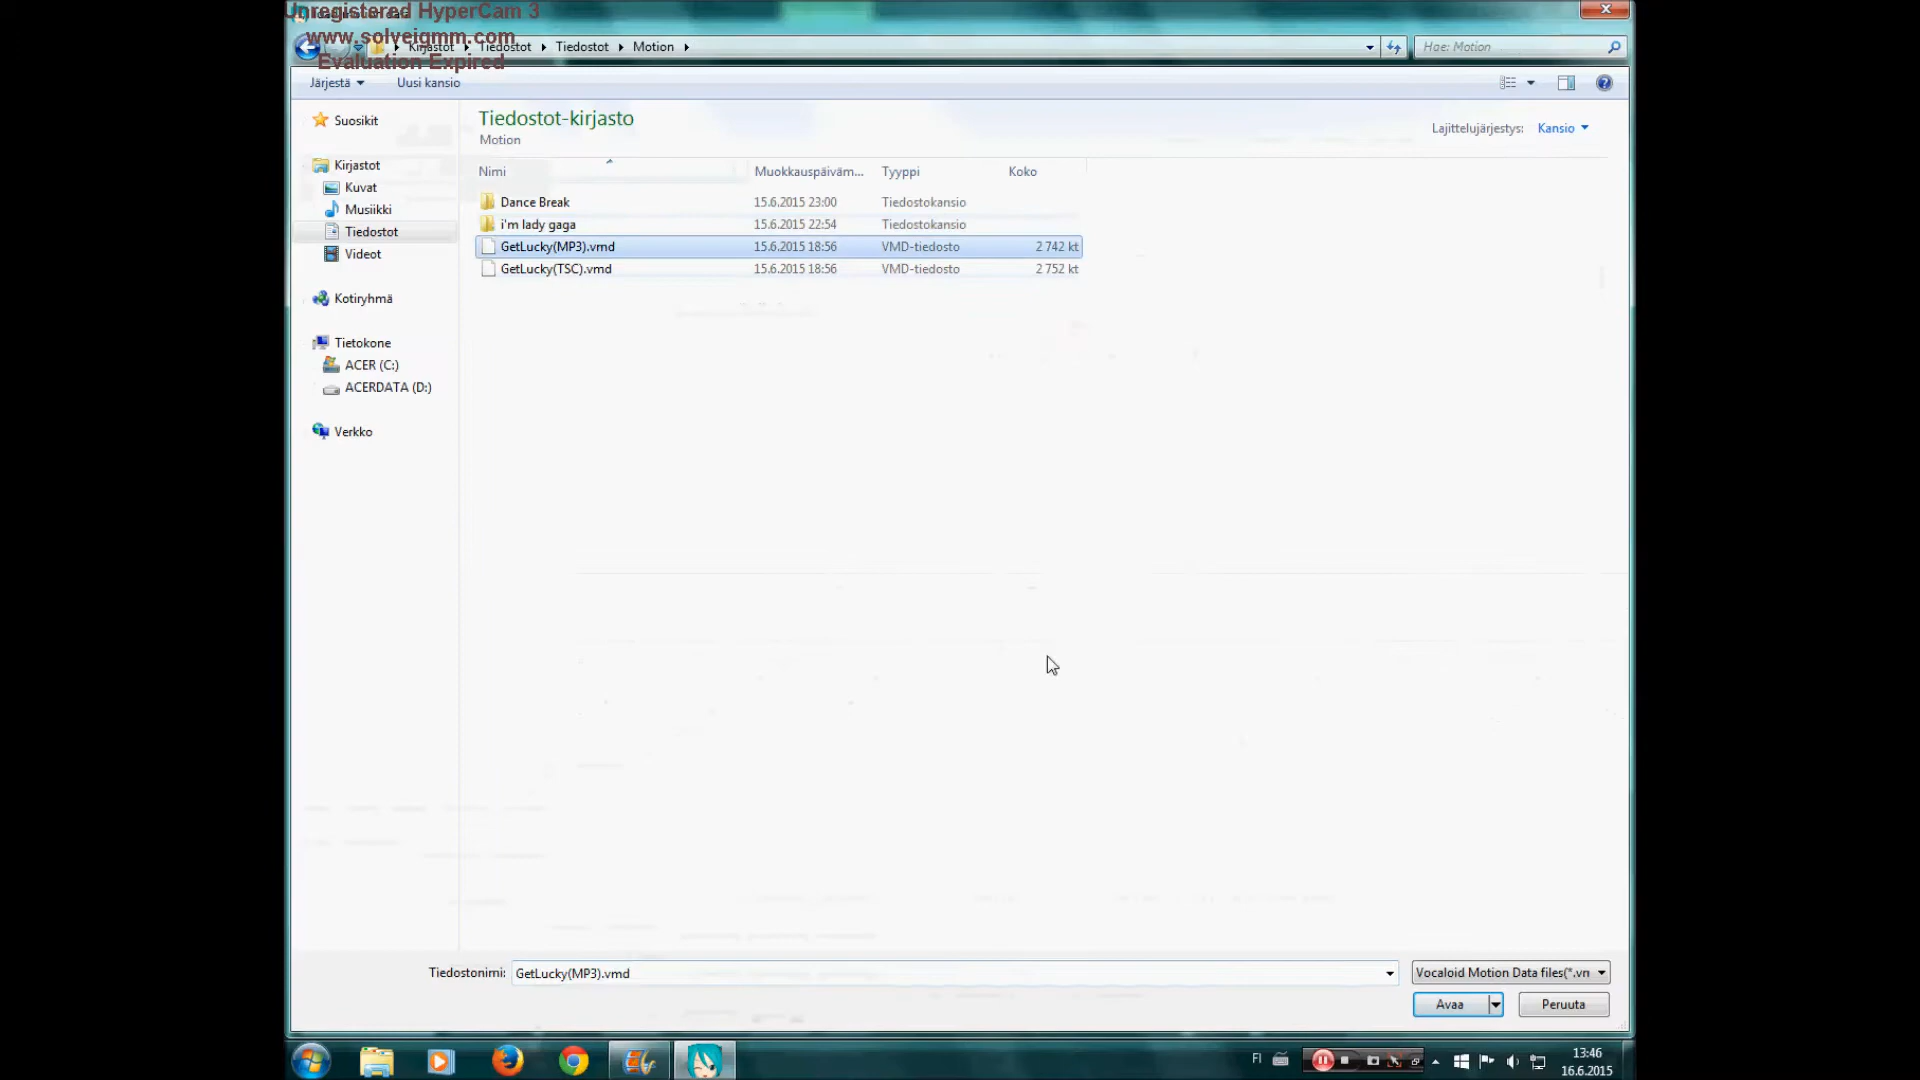 Unregistered HyperCam 3
www.solveigmm.com
Evaluation Expired
Kirjastot Tiedostot Tiedostot Motion
Hae: Motion
Järjestä Uusi kansio
Suosikit
Kirjastot
Kuvat
Musiikki
Tiedostot
Videot
Kotiryhmä
Tietokone
ACER (C:)
ACERDATA (D:)
Verkko
Tiedostot-kirjasto
Motion
Lajittelujärjestys: Kansio
Nimi Muokkauspäiväm... Tyyppi Koko
Dance Break 15.6.2015 23:00 Tiedostokansio
i'm lady gaga 15.6.2015 22:54 Tiedostokansio
GetLucky(MP3).vmd 15.6.2015 18:56 VMD-tiedosto 2 742 kt
GetLucky(TSC).vmd 15.6.2015 18:56 VMD-tiedosto 2 752 kt
Tiedostonimi: GetLucky(MP3).vmd Vocaloid Motion Data files(*.vn
Avaa Peruuta
FI 13:46
16.6.2015